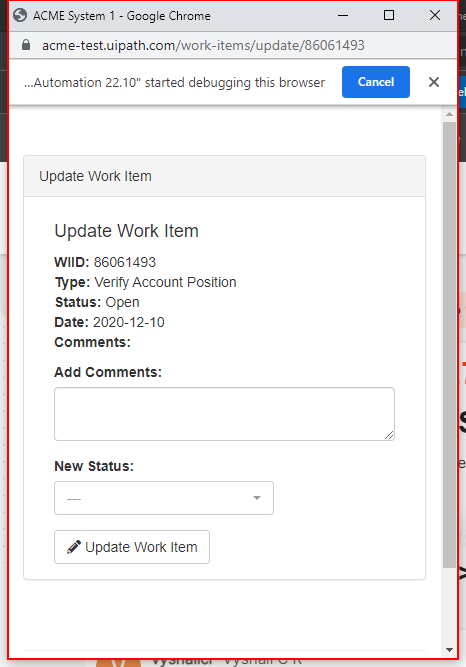 ACME System 1 - Google Chrome
acme-test.uipath.com/work-items/update/86061493
...Automation 22.10" started debugging this browser
Cancel
Update Work Item
Update Work Item
WIID: 86061493
Type: Verify Account Position
Status: Open
Date: 2020-12-10
Comments:
Add Comments:
New Status:
---
Update Work Item